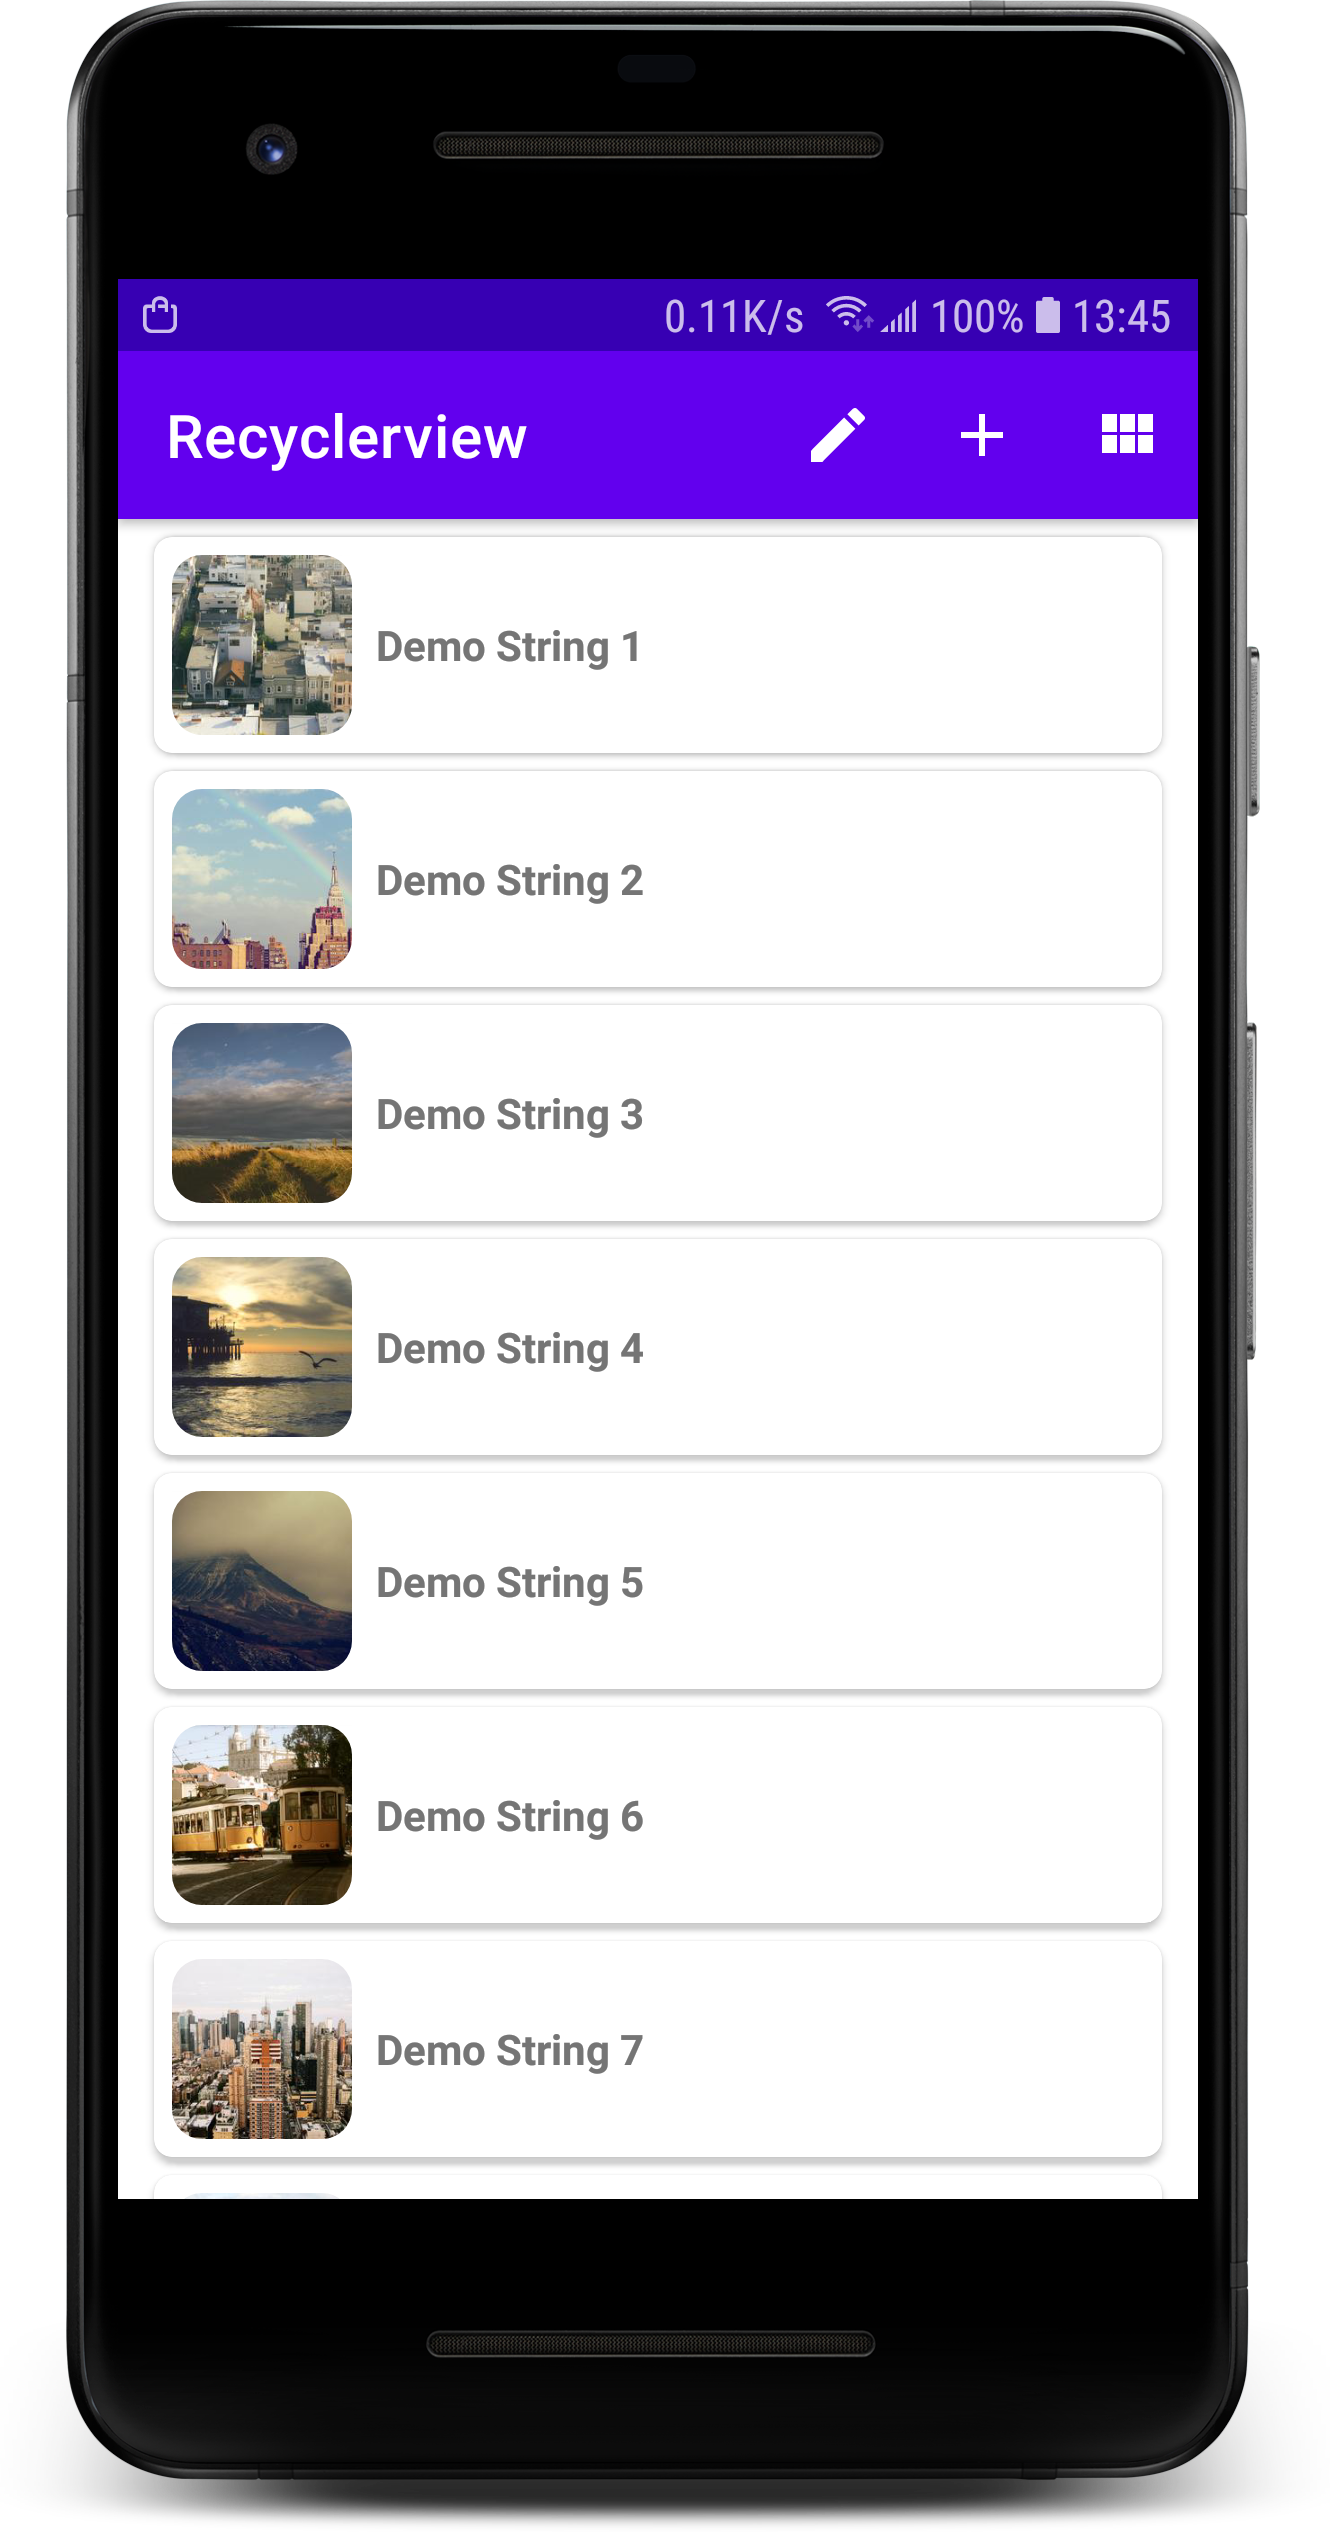 0.11K/s 100% 13:45
Recyclerview
Demo String 1
Demo String 2
Demo String 3
Demo String 4
Demo String 5
Demo String 6
Demo String 7